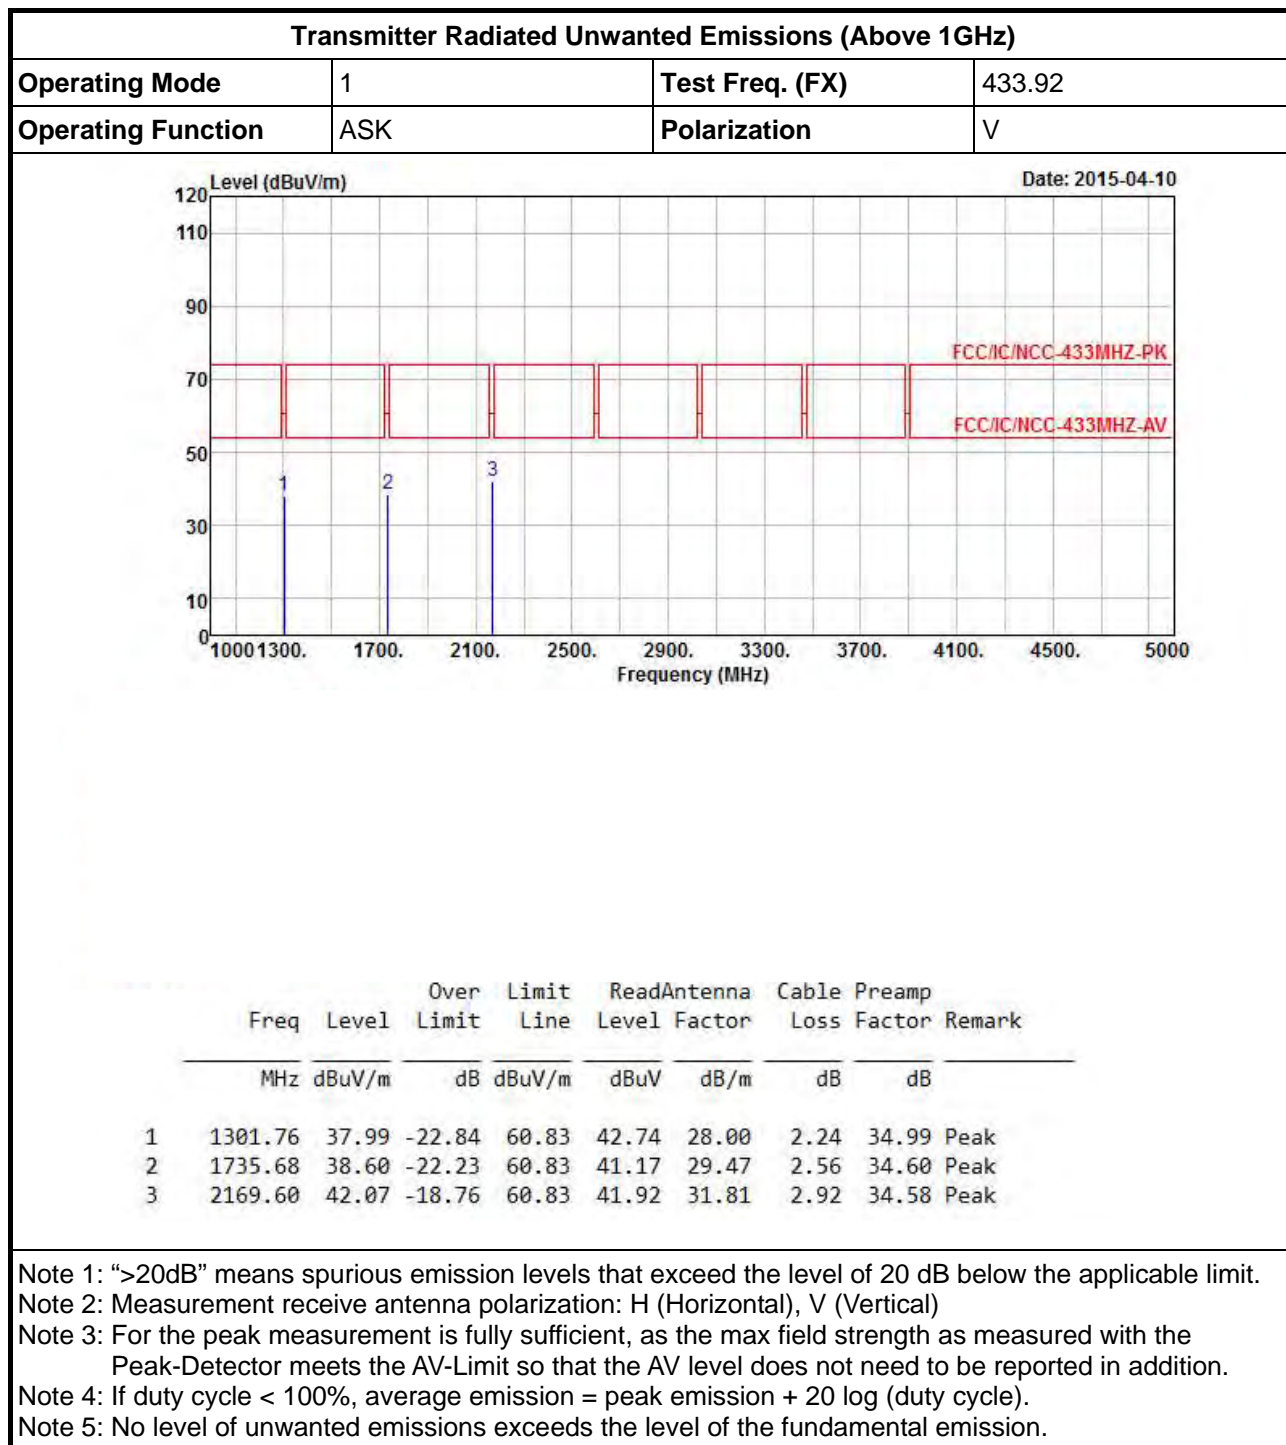 Transmitter Radiated Unwanted Emissions (Above 1GHz)
Operating Mode 1 Test Freq. (FX) 433.92
Operating Function ASK Polarization V
Level (dBuV/m) Date: 2015-04-10
120
110
90
FCC/IC/NCC-433MHZ-PK
70
FCC/IC/NCC-433MHZ-AV
50
1 2 3
30
10
0
1000 1300. 1700. 2100. 2500. 2900. 3300. 3700. 4100. 4500. 5000
Frequency (MHz)
Over Limit ReadAntenna Cable Preamp
Freq Level Limit Line Level Factor Loss Factor Remark
MHz dBuV/m dB dBuV/m dBuV dB/m dB dB
1 1301.76 37.99 -22.84 60.83 42.74 28.00 2.24 34.99 Peak
2 1735.68 38.60 -22.23 60.83 41.17 29.47 2.56 34.60 Peak
3 2169.60 42.07 -18.76 60.83 41.92 31.81 2.92 34.58 Peak
Note 1: “>20dB” means spurious emission levels that exceed the level of 20 dB below the applicable limit.
Note 2: Measurement receive antenna polarization: H (Horizontal), V (Vertical)
Note 3: For the peak measurement is fully sufficient, as the max field strength as measured with the
Peak-Detector meets the AV-Limit so that the AV level does not need to be reported in addition.
Note 4: If duty cycle < 100%, average emission = peak emission + 20 log (duty cycle).
Note 5: No level of unwanted emissions exceeds the level of the fundamental emission.